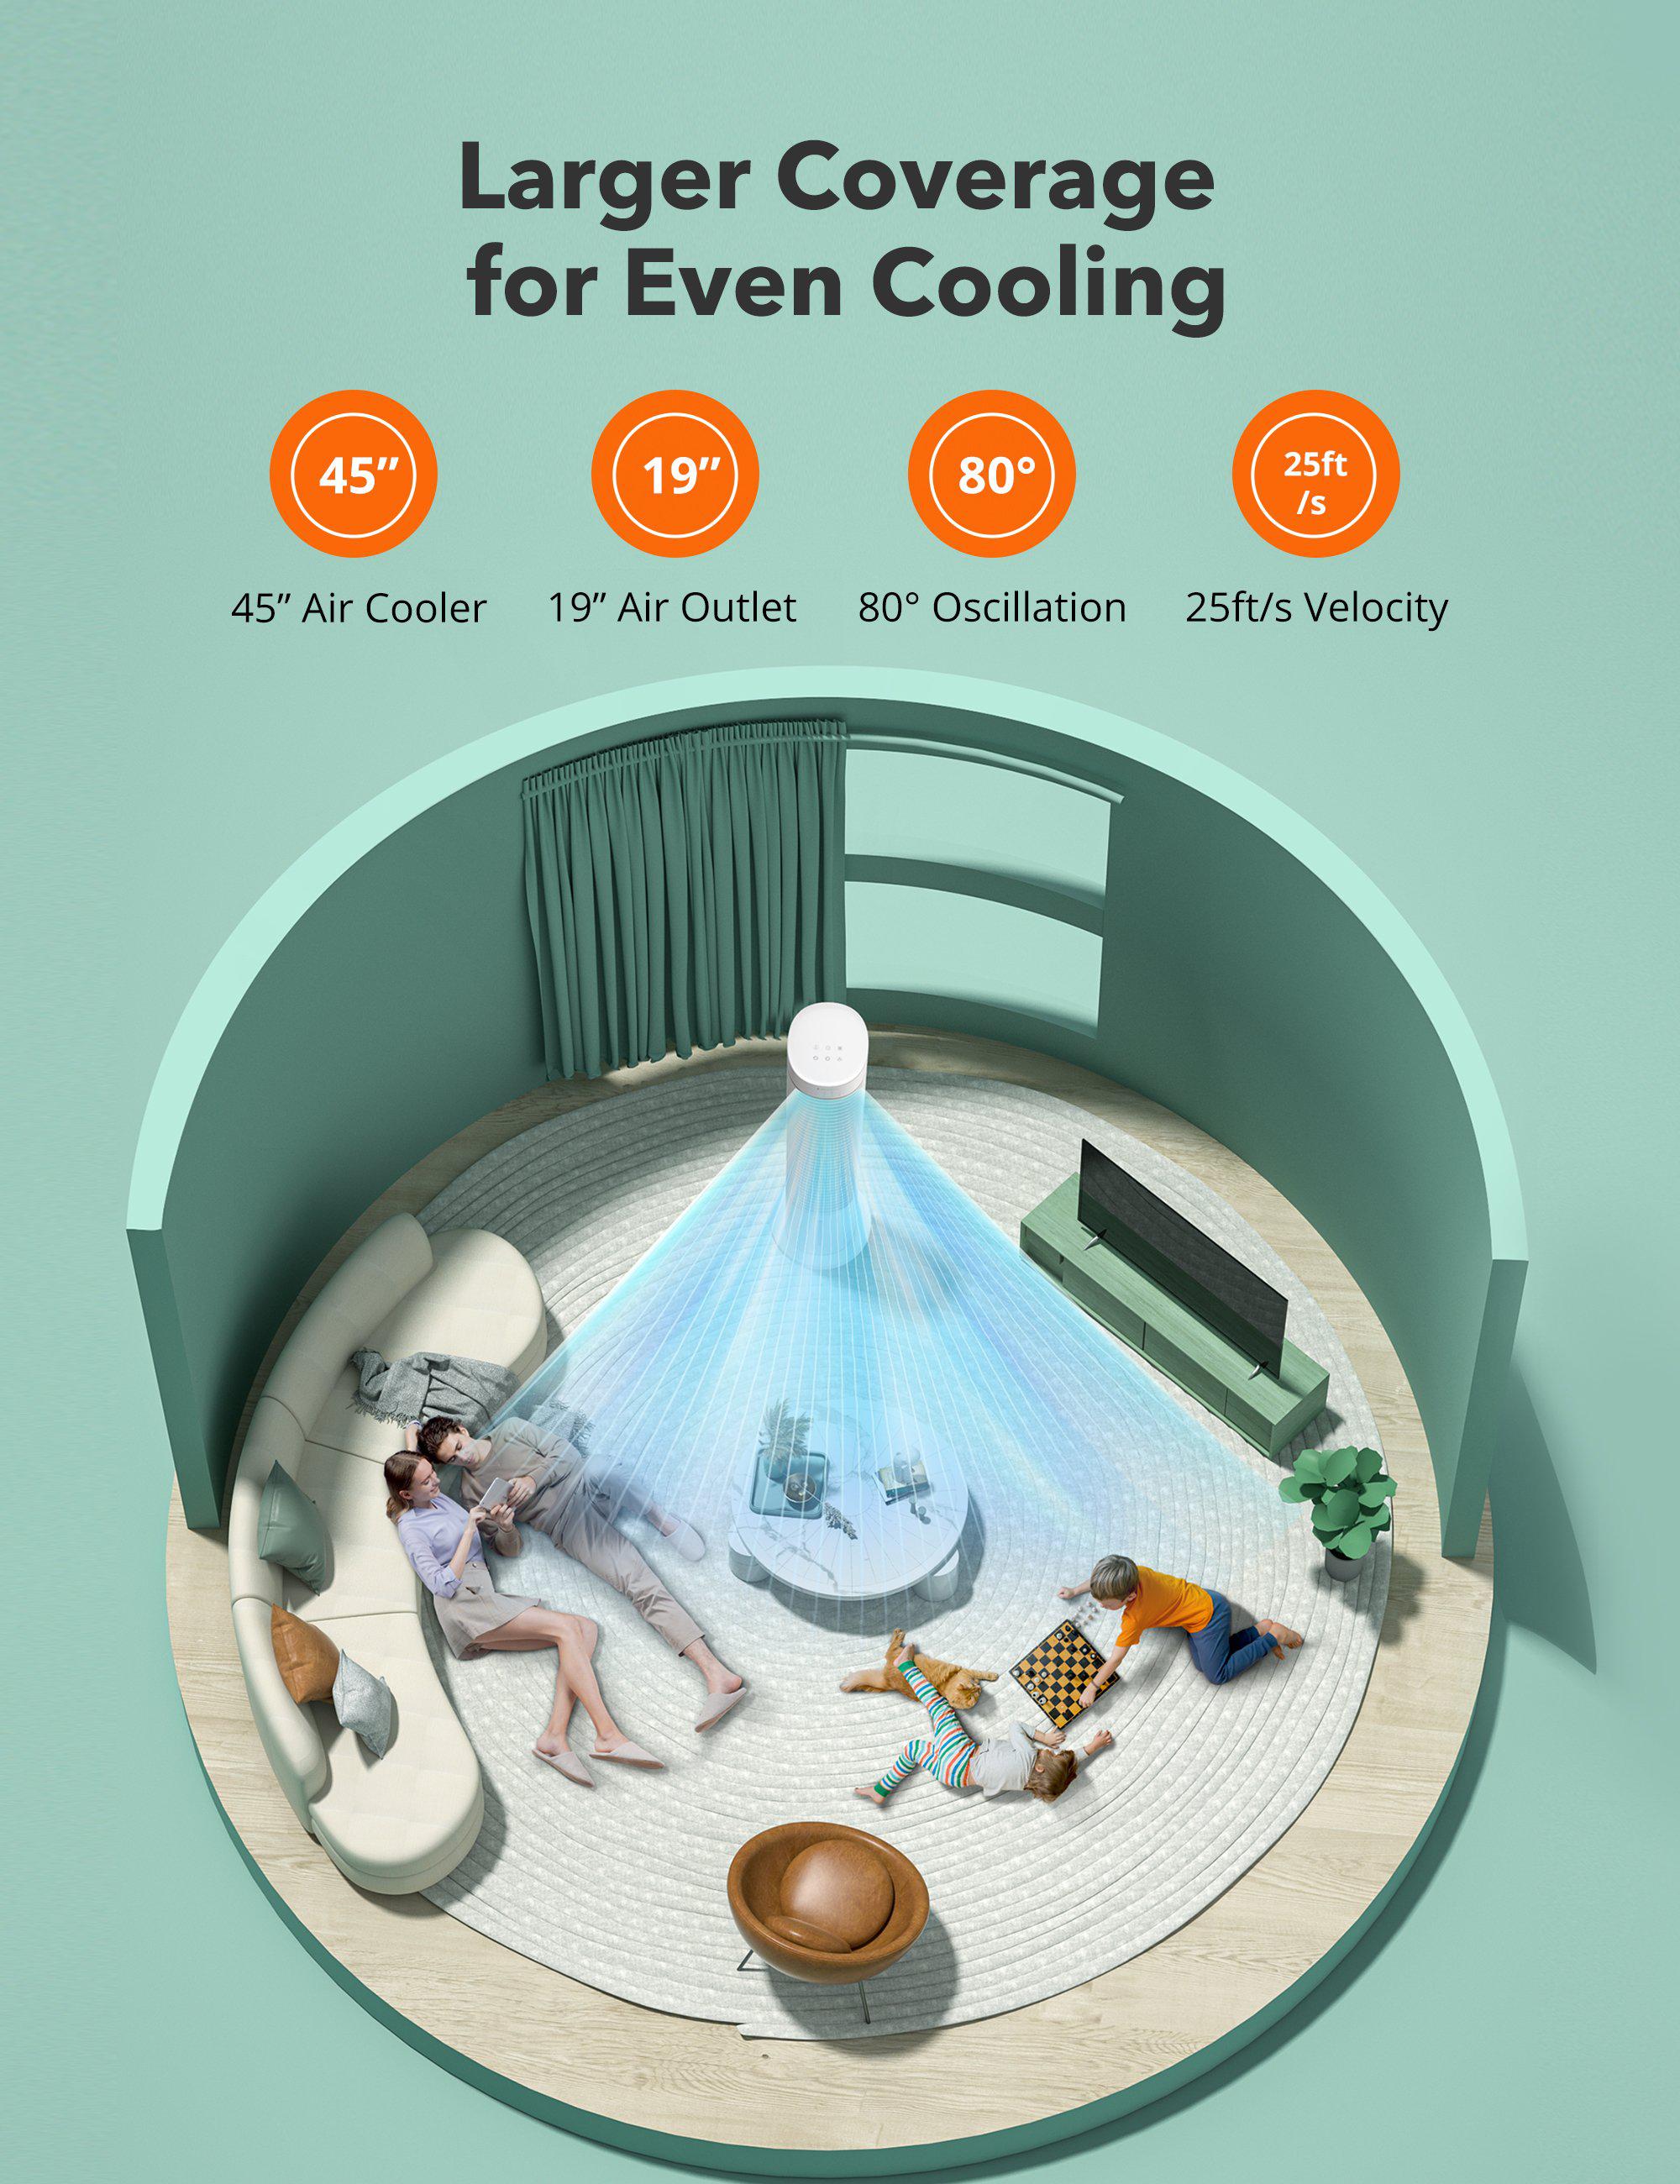 Larger Coverage
for Even Cooling
45”
19”
80°
25ft
/s
45” Air Cooler
19” Air Outlet
80° Oscillation
25ft/s Velocity